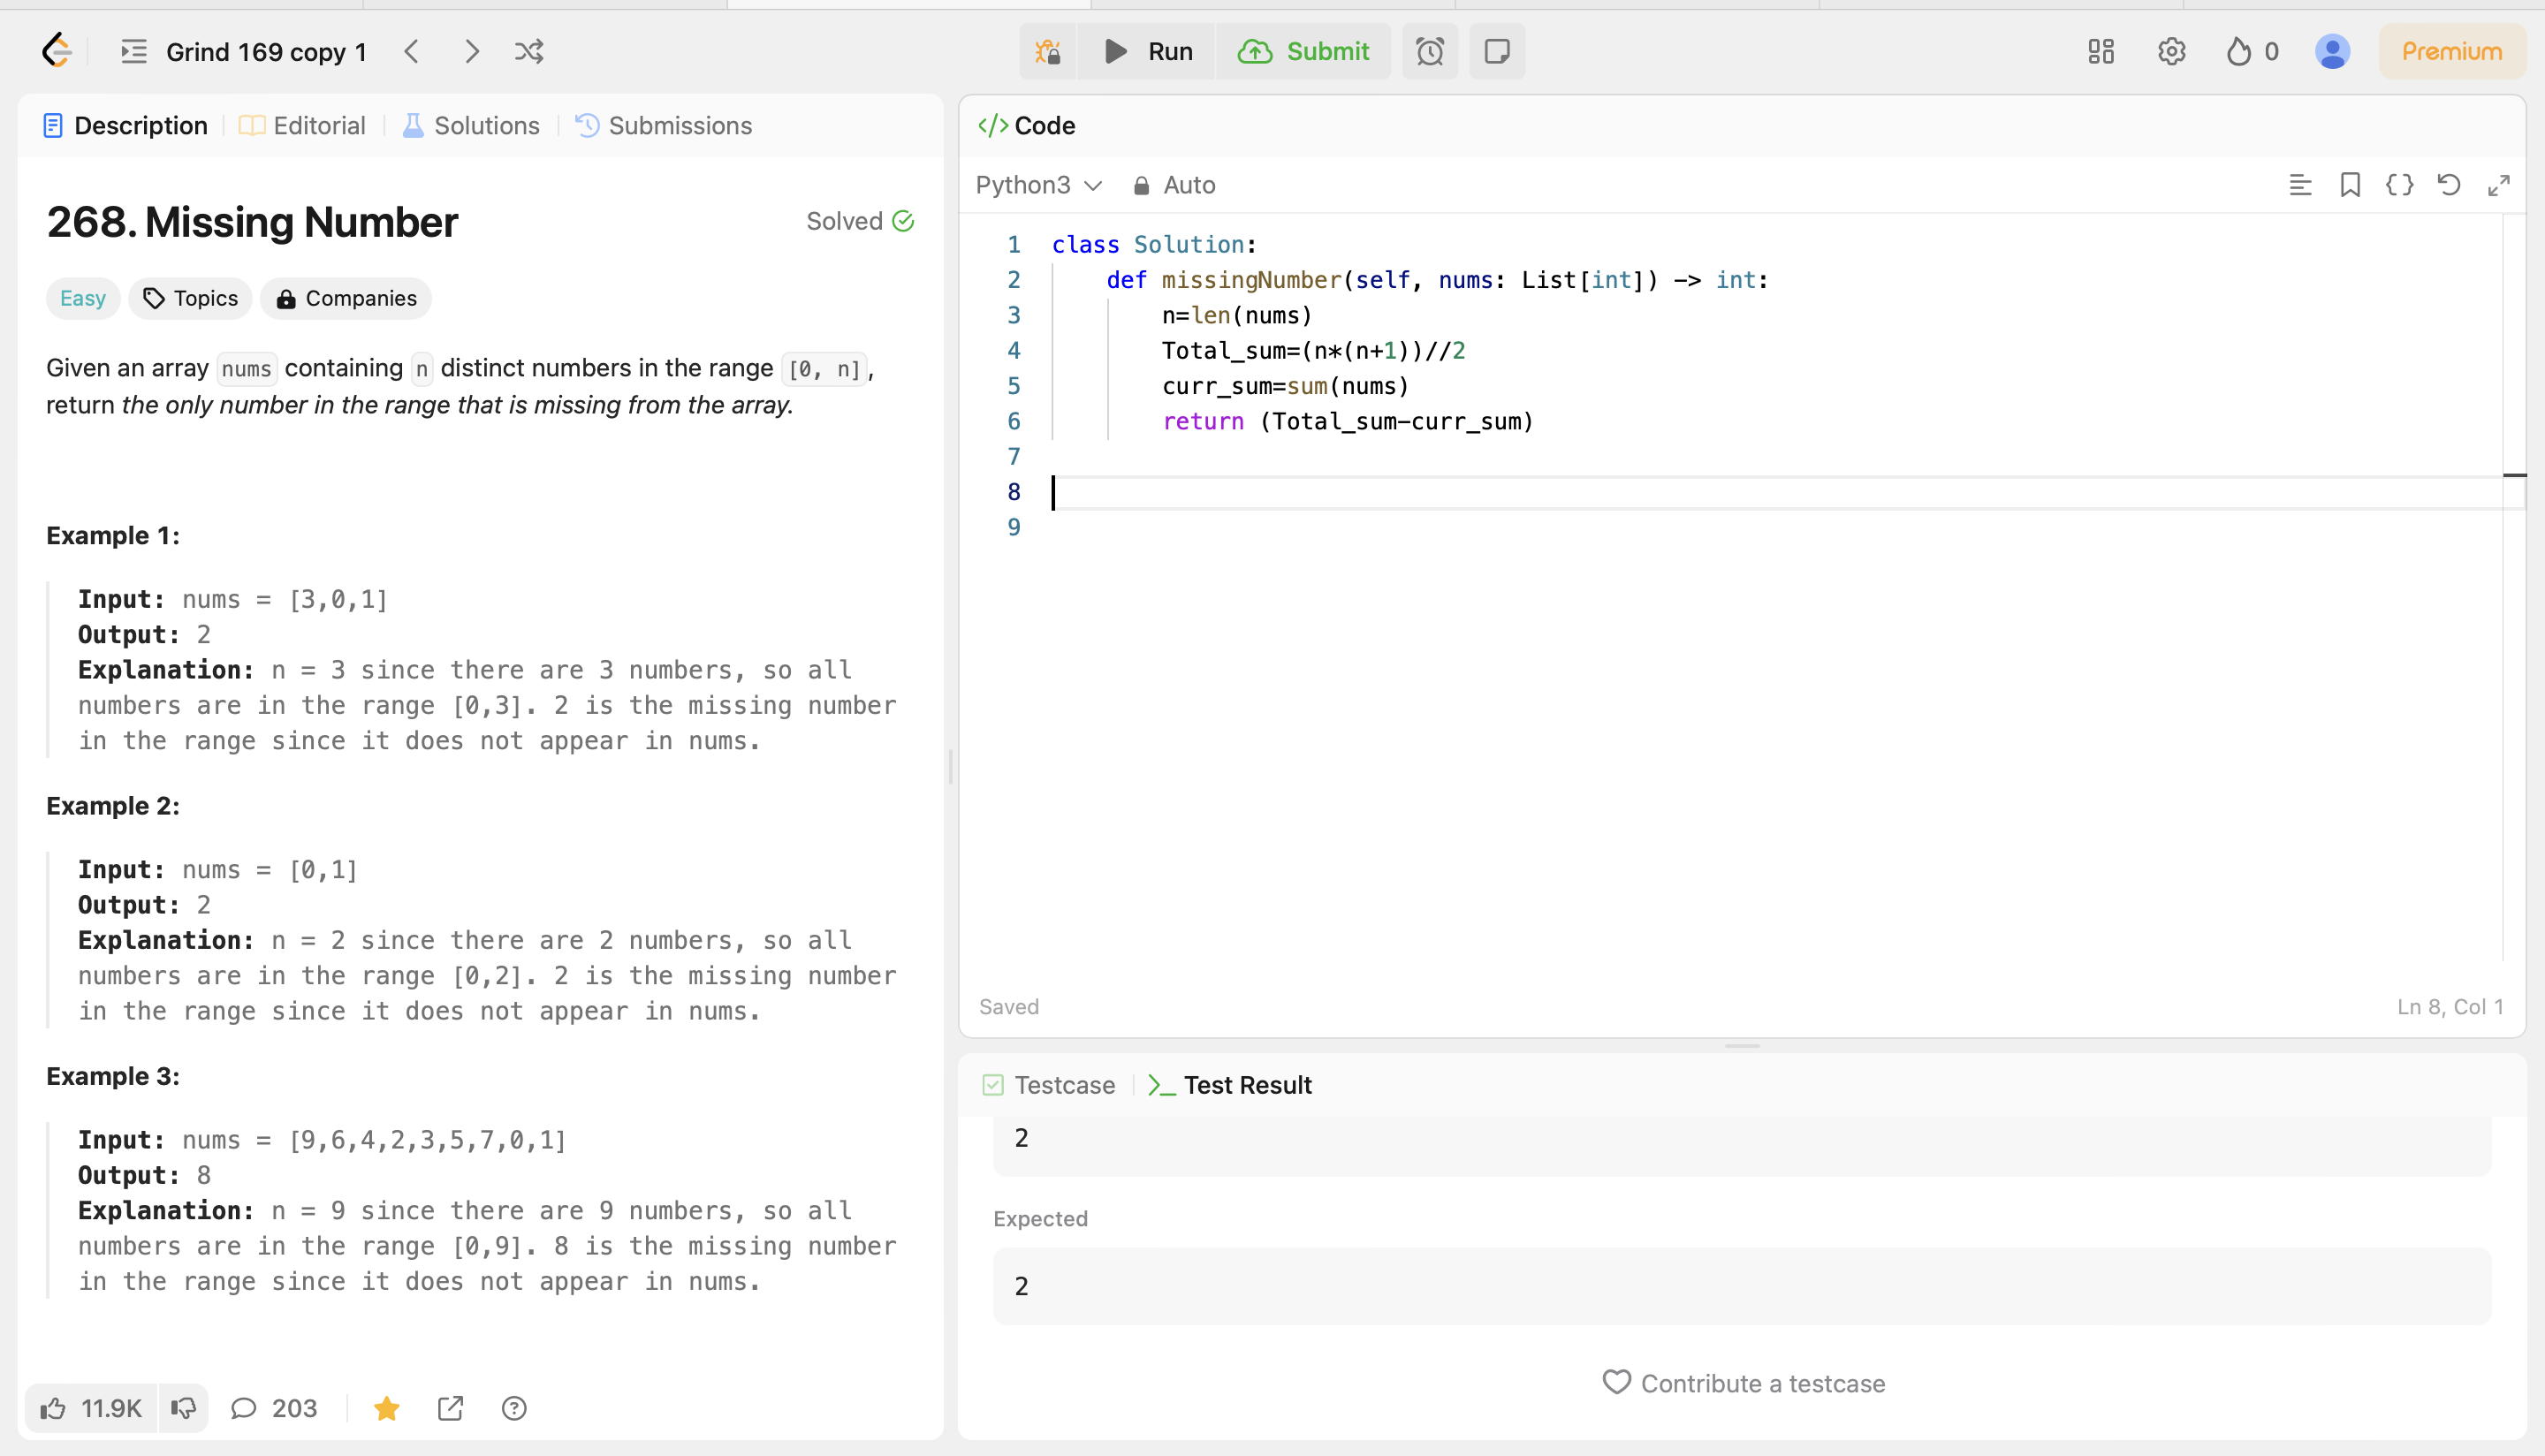 Grind 169 copy 1
Run
Submit
0
Premium
Description
Editorial
Solutions
Submissions
268. Missing Number
Solved
Easy
Topics
Companies
Given an array nums containing n distinct numbers in the range [0, n],
return the only number in the range that is missing from the array.
Example 1:
Input: nums = [3,0,1]
Output: 2
Explanation: n = 3 since there are 3 numbers, so all
numbers are in the range [0,3]. 2 is the missing number
in the range since it does not appear in nums.
Example 2:
Input: nums = [0,1]
Output: 2
Explanation: n = 2 since there are 2 numbers, so all
numbers are in the range [0,2]. 2 is the missing number
in the range since it does not appear in nums.
Example 3:
Input: nums = [9,6,4,2,3,5,7,0,1]
Output: 8
Explanation: n = 9 since there are 9 numbers, so all
numbers are in the range [0,9]. 8 is the missing number
in the range since it does not appear in nums.
11.9K
203
</> Code
Python3
Auto
1 class Solution:
2     def missingNumber(self, nums: List[int]) -> int:
3         n=len(nums)
4         Total_sum=(n*(n+1))//2
5         curr_sum=sum(nums)
6         return (Total_sum-curr_sum)
7
8
9
Saved
Ln 8, Col 1
Testcase
>_ Test Result
2
Expected
2
Contribute a testcase